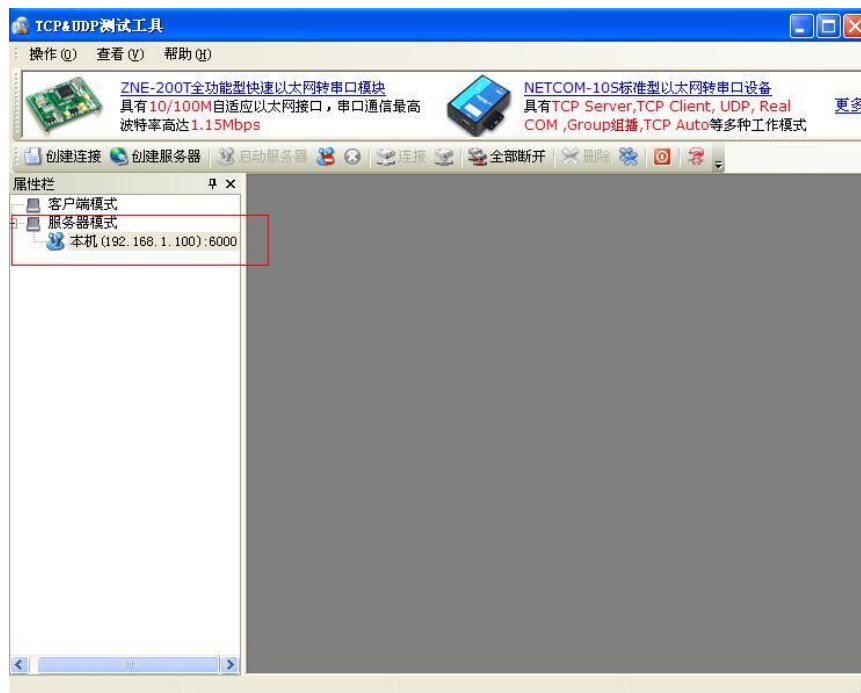 TCP&UDP测试工具
操作(O) 查看(V) 帮助(H)
ZNE-200T全功能型快速以太网转串口模块
具有10/100M自适应以太网接口，串口通信最高
波特率高达1.15Mbps
NETCOM-10S标准型以太网转串口设备
具有TCP Server,TCP Client, UDP, Real
COM ,Group组播,TCP Auto等多种工作模式
更多
创建连接 创建服务器 启动服务器 连接 全部断开 删除
属性栏
客户端模式
服务器模式
本机(192.168.1.100):6000